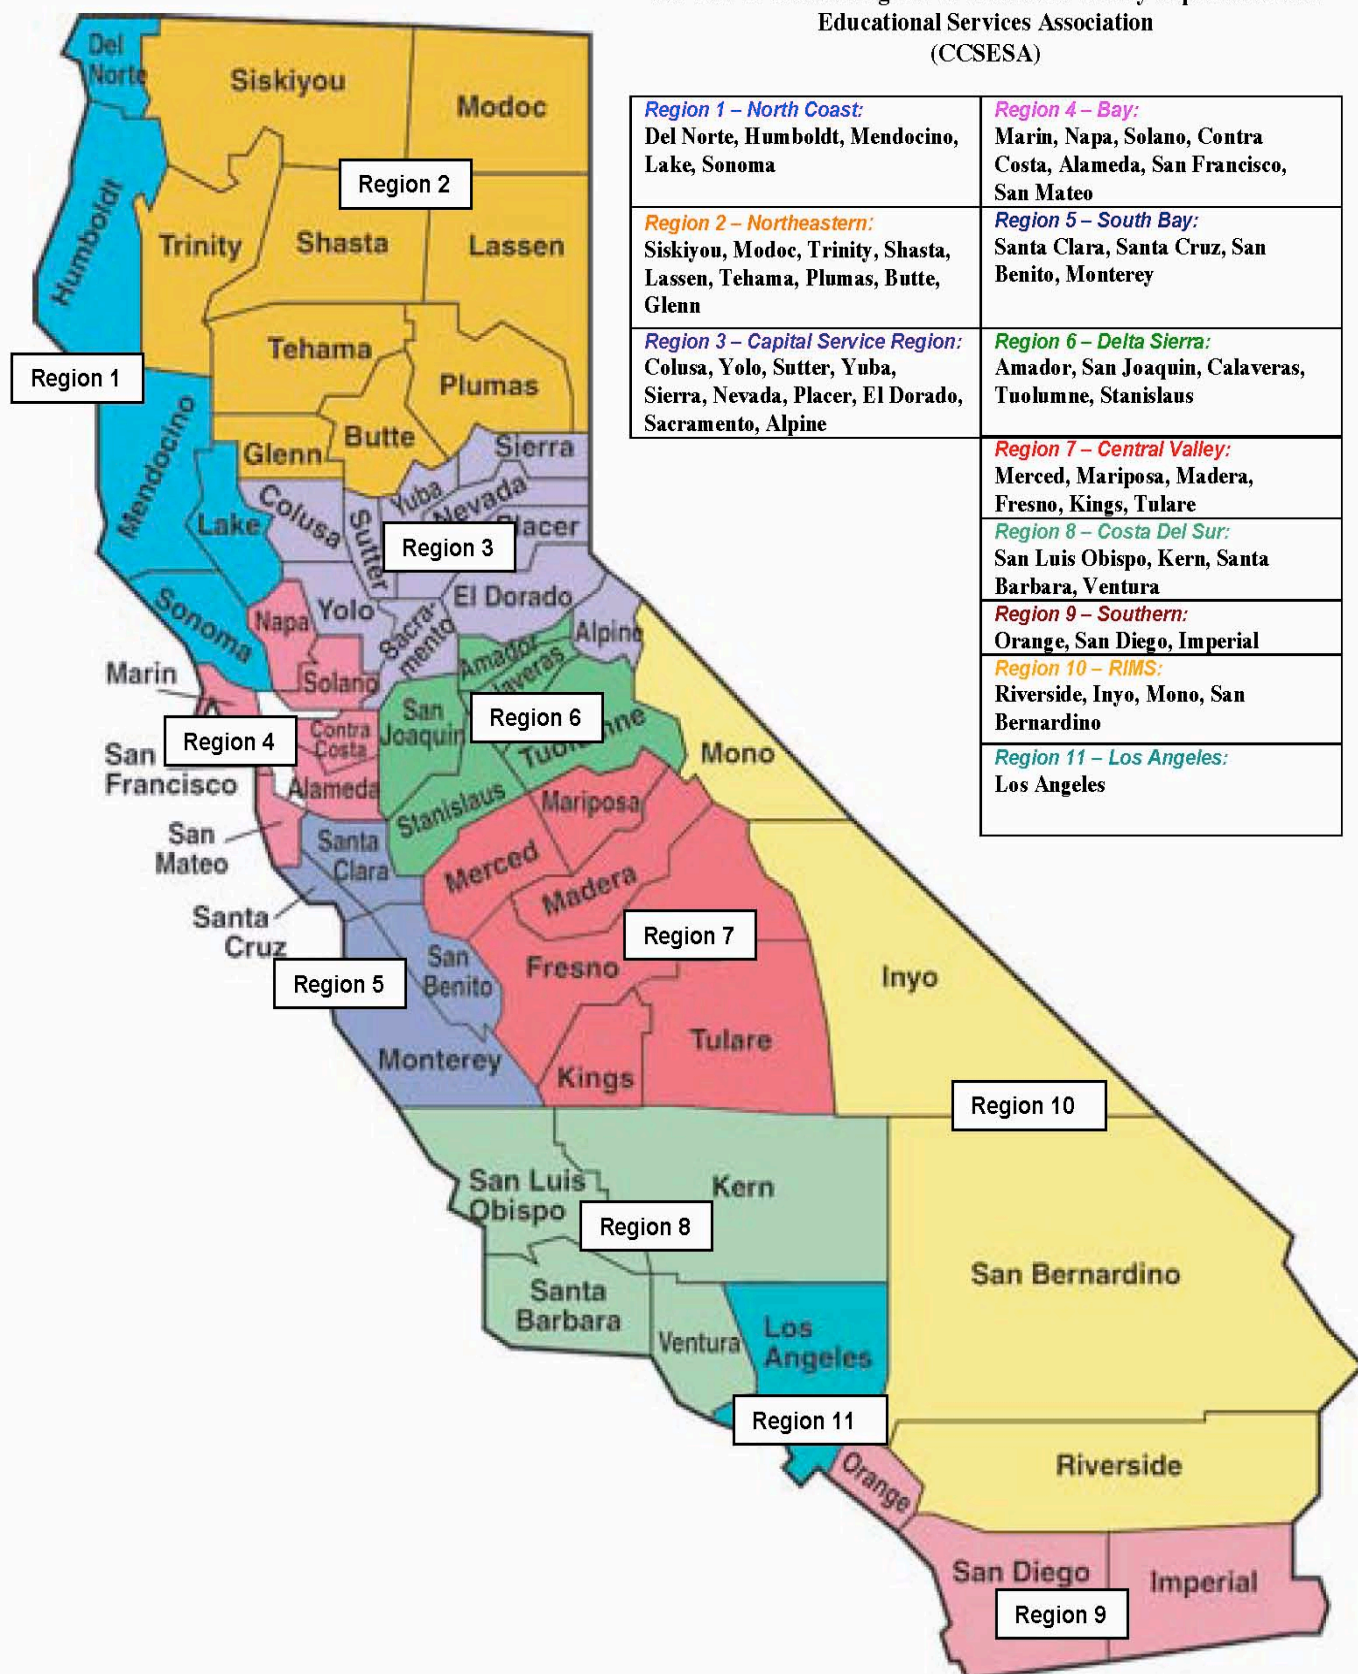 Educational Services Association
(CCSESA)
Region 1 – North Coast:
Del Norte, Humboldt, Mendocino,
Lake, Sonoma
Region 2 – Northeastern:
Siskiyou, Modoc, Trinity, Shasta,
Lassen, Tehama, Plumas, Butte,
Glenn
Region 3 – Capital Service Region:
Colusa, Yolo, Sutter, Yuba,
Sierra, Nevada, Placer, El Dorado,
Sacramento, Alpine
Region 4 – Bay:
Marin, Napa, Solano, Contra
Costa, Alameda, San Francisco,
San Mateo
Region 5 – South Bay:
Santa Clara, Santa Cruz, San
Benito, Monterey
Region 6 – Delta Sierra:
Amador, San Joaquin, Calaveras,
Tuolumne, Stanislaus
Region 7 – Central Valley:
Merced, Mariposa, Madera,
Fresno, Kings, Tulare
Region 8 – Costa Del Sur:
San Luis Obispo, Kern, Santa
Barbara, Ventura
Region 9 – Southern:
Orange, San Diego, Imperial
Region 10 – RIMS:
Riverside, Inyo, Mono, San
Bernardino
Region 11 – Los Angeles:
Los Angeles
Del
Norte
Siskiyou
Modoc
Region 2
Humboldt
Trinity
Shasta
Lassen
Region 1
Tehama
Plumas
Mendocino
Glenn
Butte
Sierra
Lake
Colusa
Sutter
Yuba
Nevada
Placer
Region 3
Sonoma
Napa
Yolo
Sacra-
mento
El Dorado
Alpine
Marin
Solano
Amador
laveras
Region 4
Contra
Costa
San
Joaquin
Region 6
Tuolumne
Mono
San
Francisco
Alameda
Stanislaus
Mariposa
San
Mateo
Santa
Clara
Merced
Madera
Santa
Cruz
Region 7
Region 5
San
Benito
Fresno
Inyo
Monterey
Kings
Tulare
Region 10
San Luis
Obispo
Kern
Region 8
San Bernardino
Santa
Barbara
Ventura
Los
Angeles
Region 11
Orange
Riverside
San Diego
Imperial
Region 9